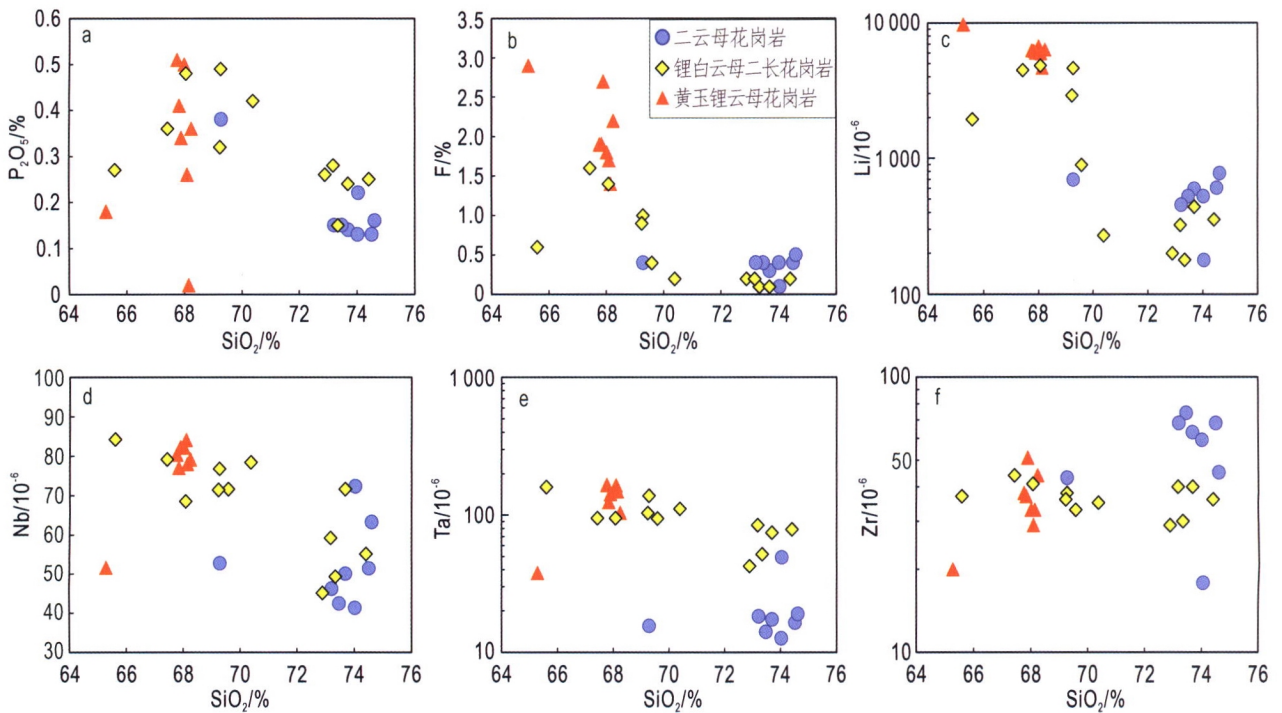 a
P₂O₅/%
0.6
0.5
0.4
0.3
0.2
0.1
0
64 66 68 70 72 74 76
SiO₂/%
b
F/%
3.5
3.0
2.5
2.0
1.5
1.0
0.5
0
64 66 68 70 72 74 76
SiO₂/%
二云母花岗岩
锂白云母二长花岗岩
黄玉锂云母花岗岩
c
Li/10⁻⁶
10 000
1 000
100
64 66 68 70 72 74 76
SiO₂/%
d
Nb/10⁻⁶
100
90
80
70
60
50
40
30
64 66 68 70 72 74 76
SiO₂/%
e
Ta/10⁻⁶
1 000
100
10
64 66 68 70 72 74 76
SiO₂/%
f
Zr/10⁻⁶
100
50
10
64 66 68 70 72 74 76
SiO₂/%